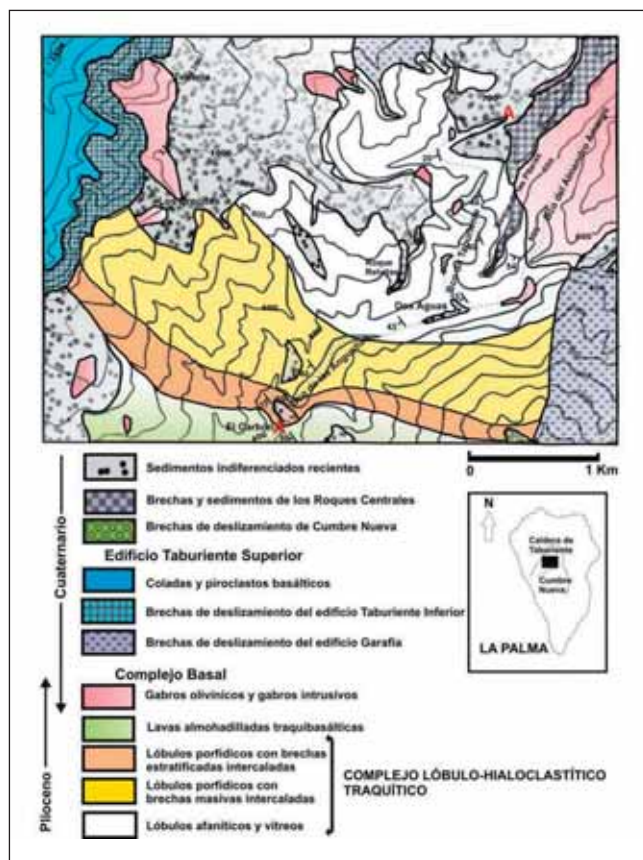 A
Roque
Dos Aguas
El Carbon
A
0 1 Km
Cuaternario
Plioceno
Sedimentos indiferenciados recientes
Brechas y sedimentos de los Roques Centrales
Brechas de deslizamiento de Cumbre Nueva
Edificio Taburiente Superior
Coladas y piroclastos basálticos
Brechas de deslizamiento del edificio Taburiente Inferior
Brechas de deslizamiento del edificio Garafía
Complejo Basal
Gabros olivínicos y gabros intrusivos
Lavas almohadilladas traquibasálticas
Lóbulos porfídicos con brechas
estratificadas intercaladas
Lóbulos porfídicos con
brechas masivas intercaladas
Lóbulos afaníticos y vítreos
COMPLEJO LÓBULO-HIALOCLASTÍTICO
TRAQUÍTICO
N
Caldera de
Taburiente
Cumbre
Nueva
LA PALMA